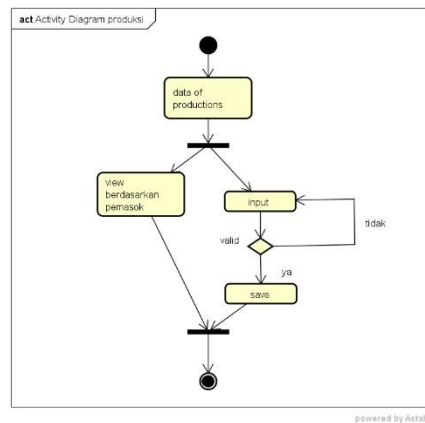 act Activity Diagram produksi
data of
productions
view
berdasarkan
pemasok
input
valid
tidak
ya
save
powered by Astah